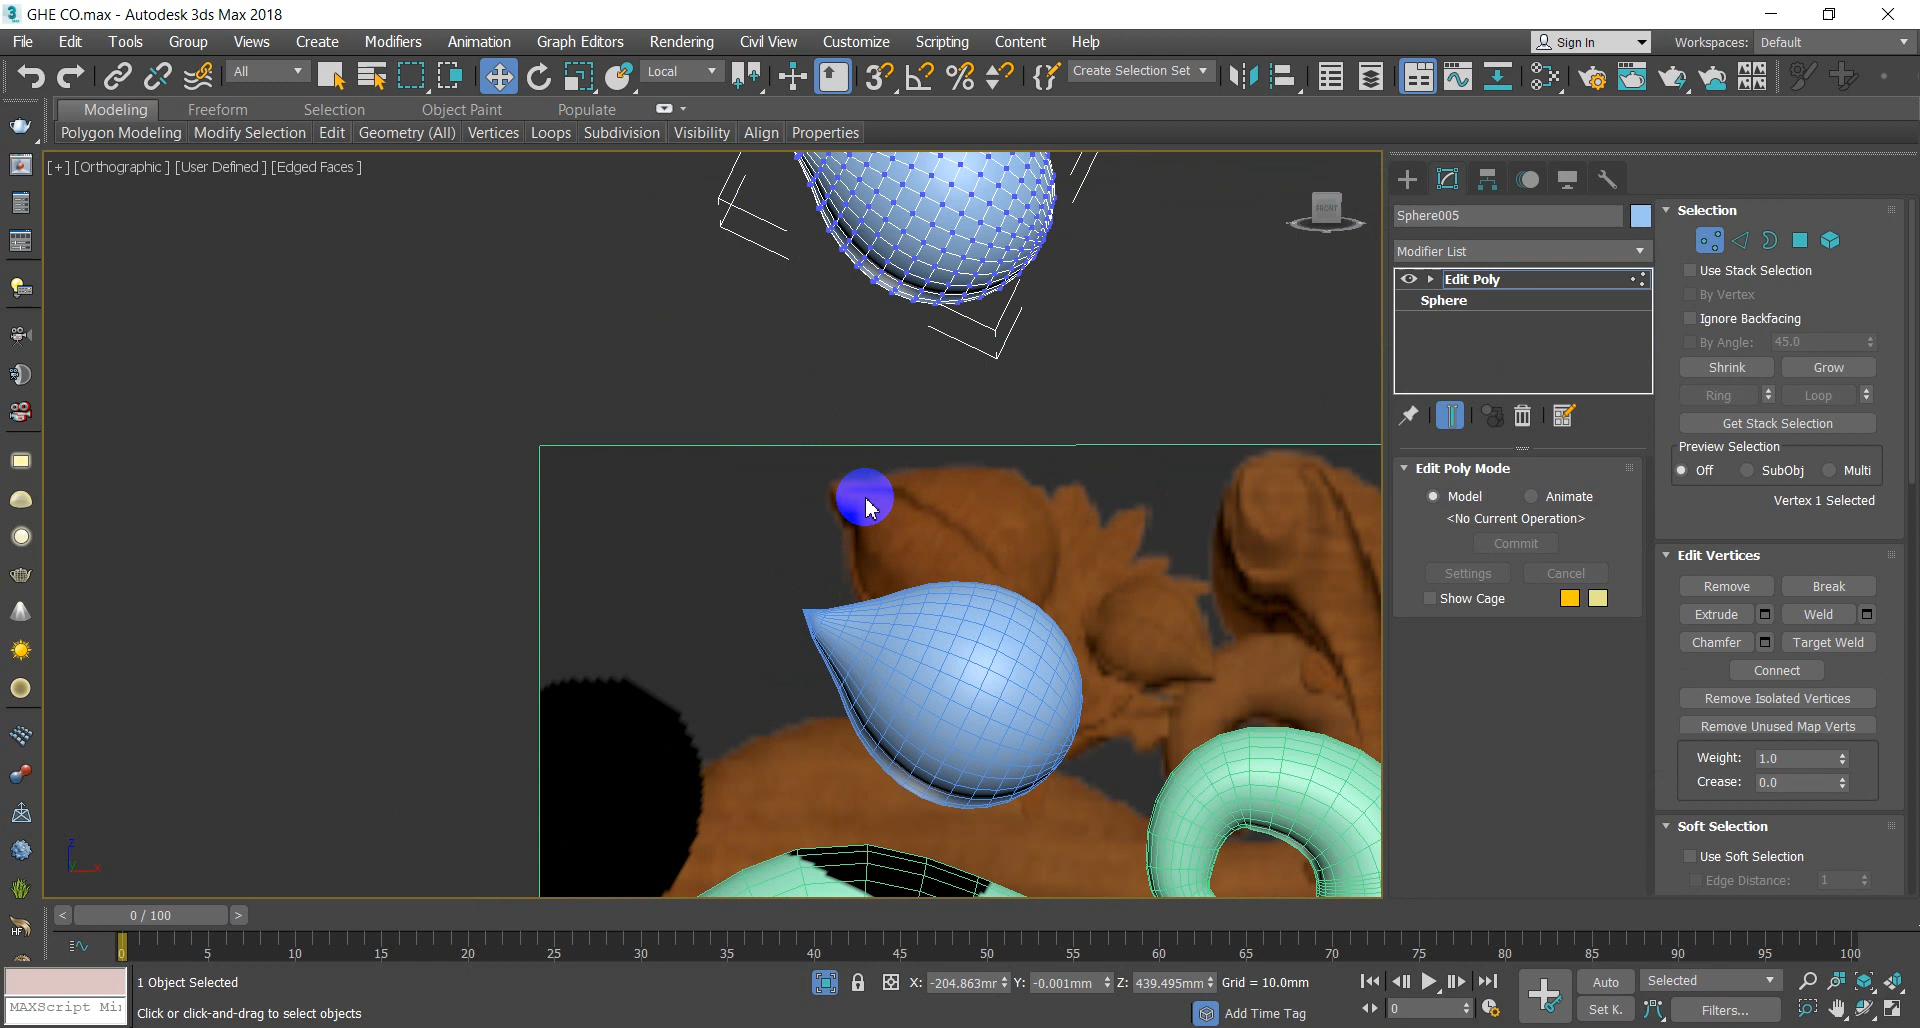 GHE CO.max - Autodesk 3ds Max 2018
File Edit Tools Group Views Create Modifiers Animation Graph Editors Rendering Civil View Customize Scripting Content Help
Sign In Workspaces: Default
All Local Create Selection Set
Modeling Freeform Selection Object Paint Populate
Polygon Modeling Modify Selection Edit Geometry (All) Vertices Loops Subdivision Visibility Align Properties
[+] [Orthographic ] [User Defined ] [Edged Faces ]
FRONT
Sphere005
Modifier List
Edit Poly
Sphere
Edit Poly Mode
Model Animate
<No Current Operation>
Commit
Settings Cancel
Show Cage
Selection
Use Stack Selection
By Vertex
Ignore Backfacing
By Angle: 45.0
Shrink Grow
Ring Loop
Get Stack Selection
Preview Selection
Off SubObj Multi
Vertex 1 Selected
Edit Vertices
Remove Break
Extrude Weld
Chamfer Target Weld
Connect
Remove Isolated Vertices
Remove Unused Map Verts
Weight: 1.0
Crease: 0.0
Soft Selection
Use Soft Selection
Edge Distance: 1
z
y x
HF
< 0 / 100 >
0 5 10 15 20 25 30 35 40 45 50 55 60 65 70 75 80 85 90 95 100
1 Object Selected
X: -204.863mr Y: -0.001mm Z: 439.495mm Grid = 10.0mm
Auto Selected
MAXScript Mi
Click or click-and-drag to select objects
Add Time Tag
0
Set K. Filters...